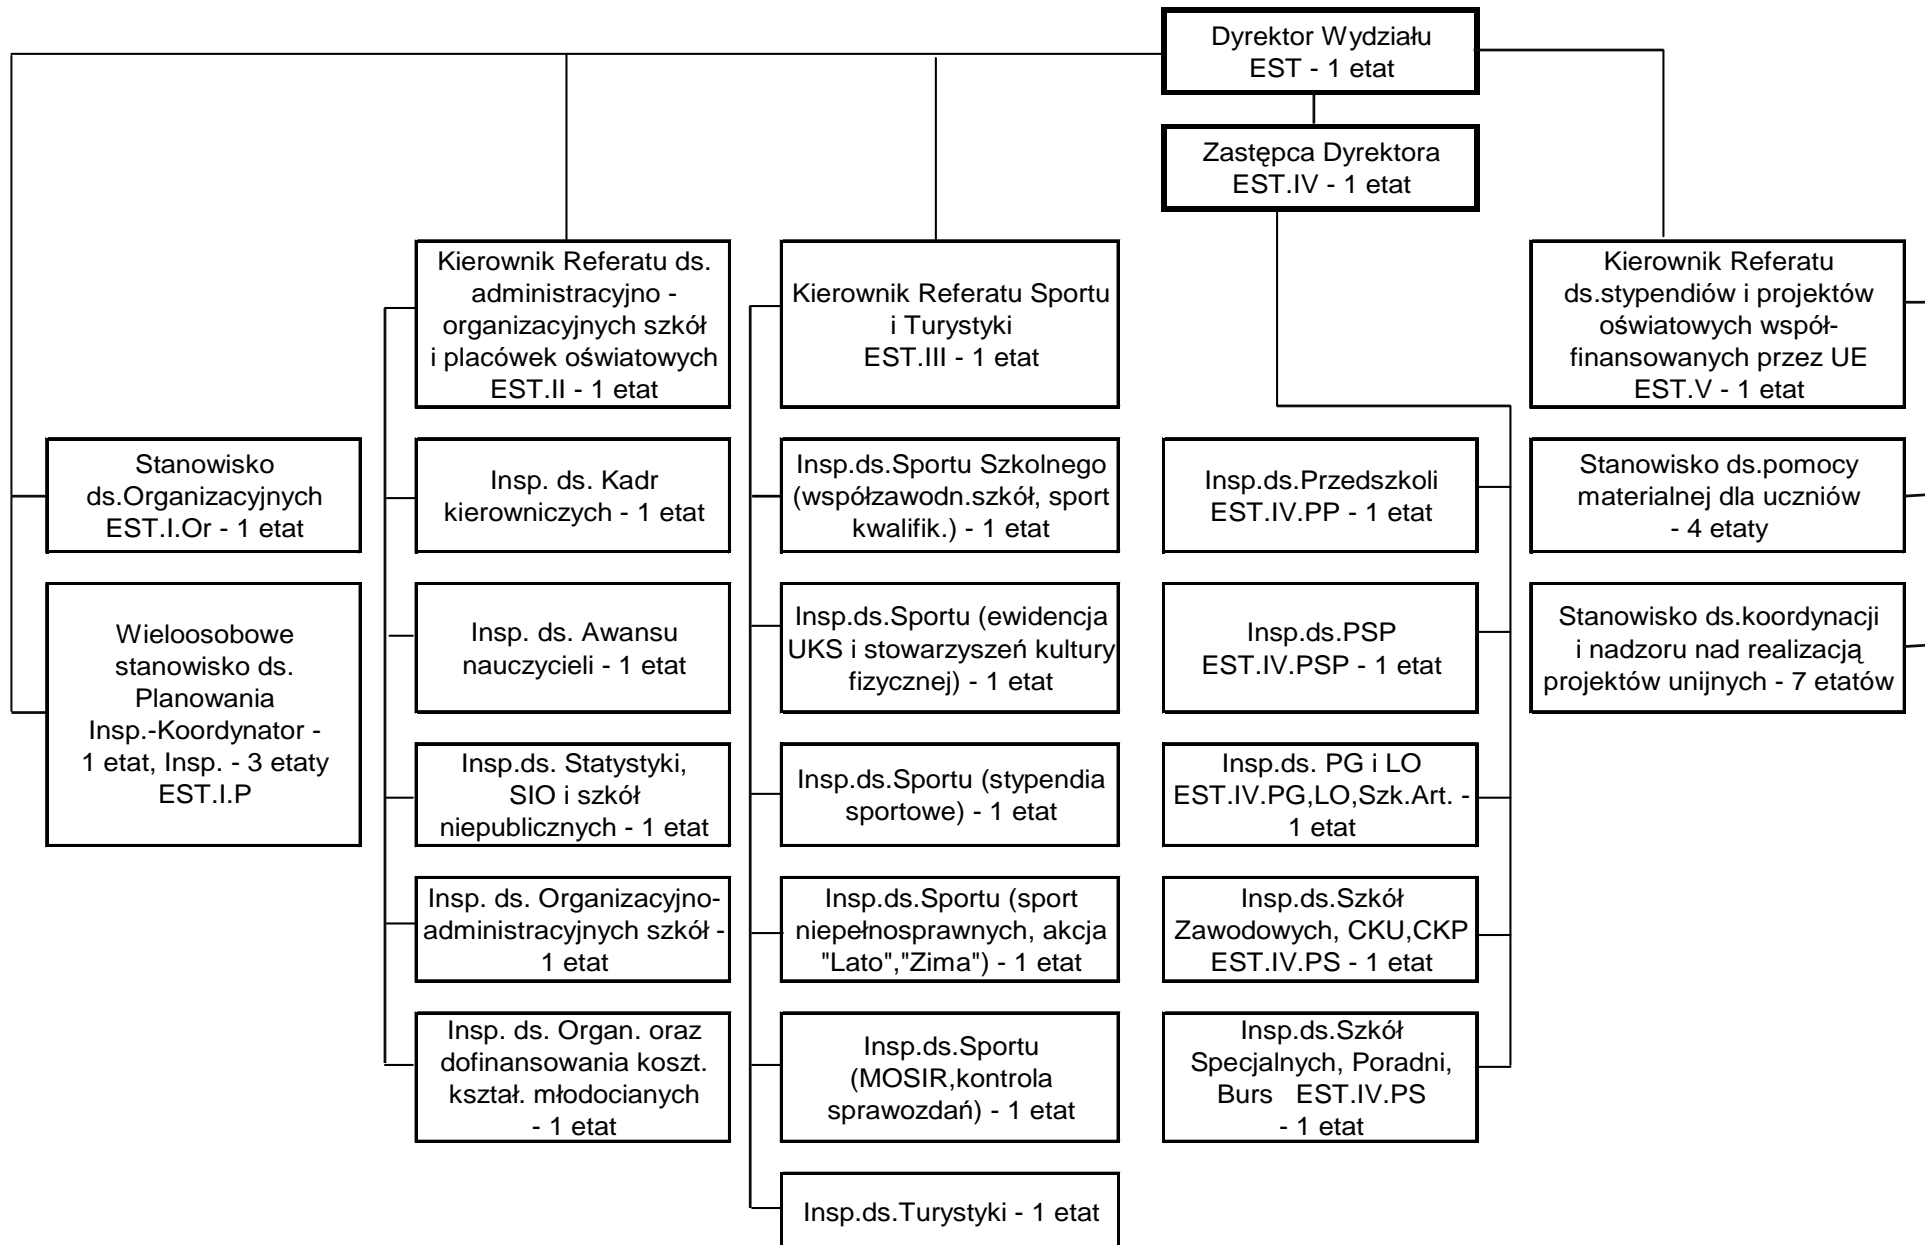 Dyrektor Wydziału
EST - 1 etat
Zastępca Dyrektora
EST.IV - 1 etat
Kierownik Referatu ds.
administracyjno -
organizacyjnych szkół
i placówek oświatowych
EST.II - 1 etat
Kierownik Referatu Sportu
i Turystyki
EST.III - 1 etat
Kierownik Referatu
ds.stypendiów i projektów
oświatowych współ-
finansowanych przez UE
EST.V - 1 etat
Stanowisko
ds.Organizacyjnych
EST.I.Or - 1 etat
Wieloosobowe
stanowisko ds.
Planowania
Insp.-Koordynator -
1 etat, Insp. - 3 etaty
EST.I.P
Insp. ds. Kadr
kierowniczych - 1 etat
Insp. ds. Awansu
nauczycieli - 1 etat
Insp.ds. Statystyki,
SIO i szkół
niepublicznych - 1 etat
Insp. ds. Organizacyjno-
administracyjnych szkół -
1 etat
Insp. ds. Organ. oraz
dofinansowania koszt.
kształ. młodocianych
- 1 etat
Insp.ds.Sportu Szkolnego
(współzawodn.szkół, sport
kwalifik.) - 1 etat
Insp.ds.Sportu (ewidencja
UKS i stowarzyszeń kultury
fizycznej) - 1 etat
Insp.ds.Sportu (stypendia
sportowe) - 1 etat
Insp.ds.Sportu (sport
niepełnosprawnych, akcja
"Lato","Zima") - 1 etat
Insp.ds.Sportu
(MOSIR,kontrola
sprawozdań) - 1 etat
Insp.ds.Turystyki - 1 etat
Insp.ds.Przedszkoli
EST.IV.PP - 1 etat
Insp.ds.PSP
EST.IV.PSP - 1 etat
Insp.ds. PG i LO
EST.IV.PG,LO,Szk.Art. -
1 etat
Insp.ds.Szkół
Zawodowych, CKU,CKP
EST.IV.PS - 1 etat
Insp.ds.Szkół
Specjalnych, Poradni,
Burs EST.IV.PS
- 1 etat
Stanowisko ds.pomocy
materialnej dla uczniów
- 4 etaty
Stanowisko ds.koordynacji
i nadzoru nad realizacją
projektów unijnych - 7 etatów